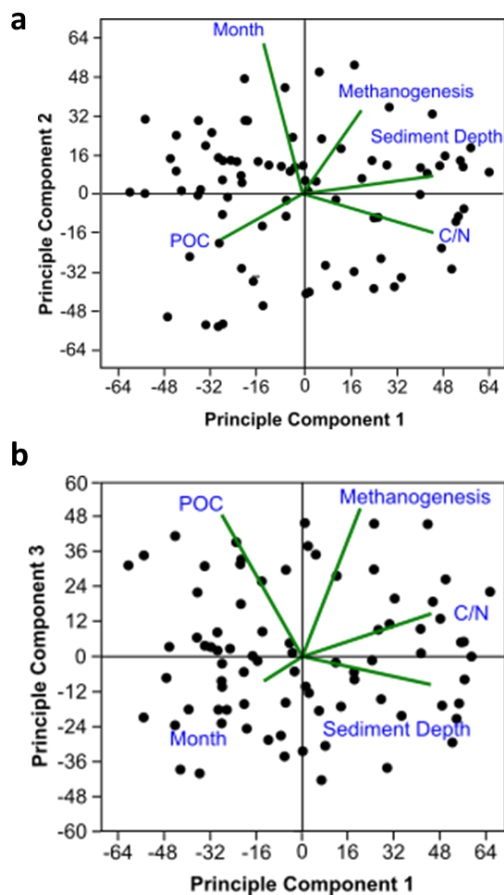 a
Month
Methanogenesis
Sediment Depth
POC
C/N
64
48
32
16
0
-16
-32
-48
-64
Principle Component 2
-64 -48 -32 -16 0 16 32 48 64
Principle Component 1
b
POC
Methanogenesis
C/N
Month
Sediment Depth
60
48
36
24
12
0
-12
-24
-36
-48
-60
Principle Component 3
-64 -48 -32 -16 0 16 32 48 64
Principle Component 1